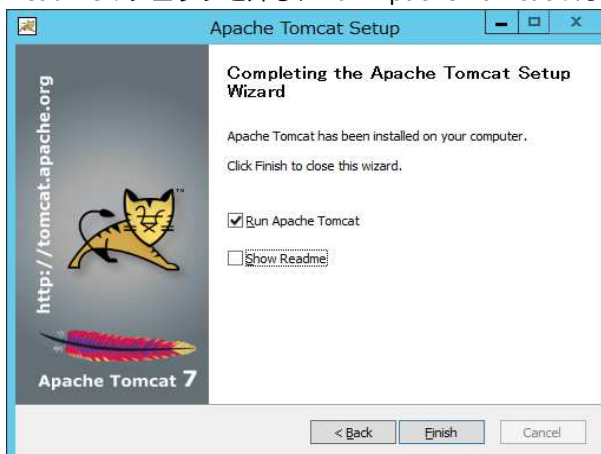 Apache Tomcat Setup
Completing the Apache Tomcat Setup
Wizard
Apache Tomcat has been installed on your computer.
Click Finish to close this wizard.
Run Apache Tomcat
Show Readme
http://tomcat.apache.org
TM
Apache Tomcat 7
< Back
Finish
Cancel